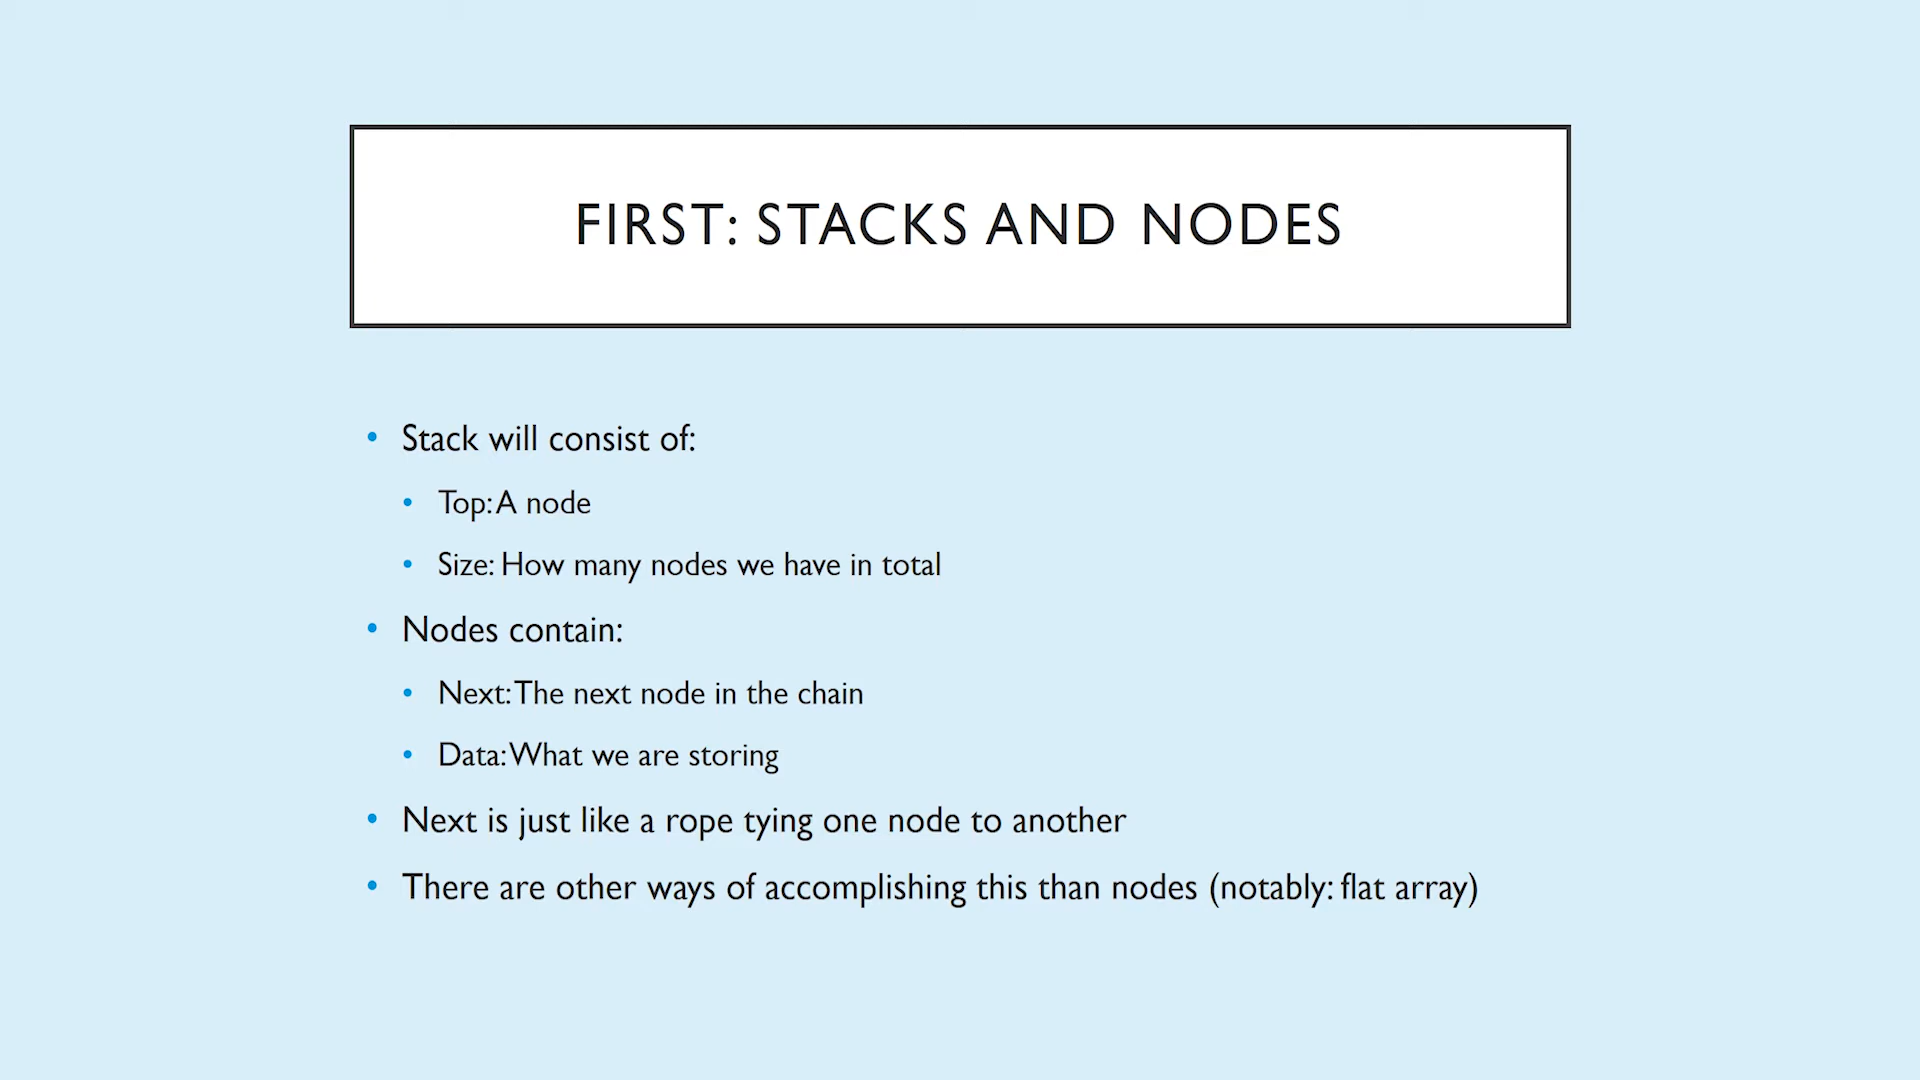 FIRST: STACKS AND NODES
• Stack will consist of:
• Top: A node
• Size: How many nodes we have in total
• Nodes contain:
• Next: The next node in the chain
• Data: What we are storing
• Next is just like a rope tying one node to another
• There are other ways of accomplishing this than nodes (notably: flat array)